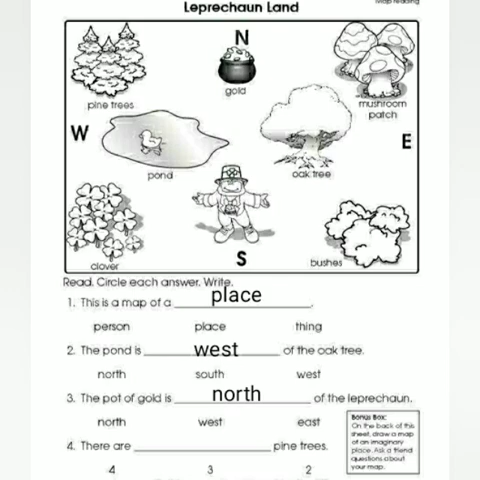 Leprechaun Land
Map reading
N
pine trees
gold
mushroom
patch
W
E
pond
oak tree
clover
S
bushes
Read. Circle each answer. Write.
1. This is a map of a place.
person place thing
2. The pond is west of the oak tree.
north south west
3. The pot of gold is north of the leprechaun.
north west east
4. There are ____ pine trees.
4 3 2
Bonus Box:
On the back of this
sheet, draw a map
of an imaginary
place. Ask a friend
questions about
your map.